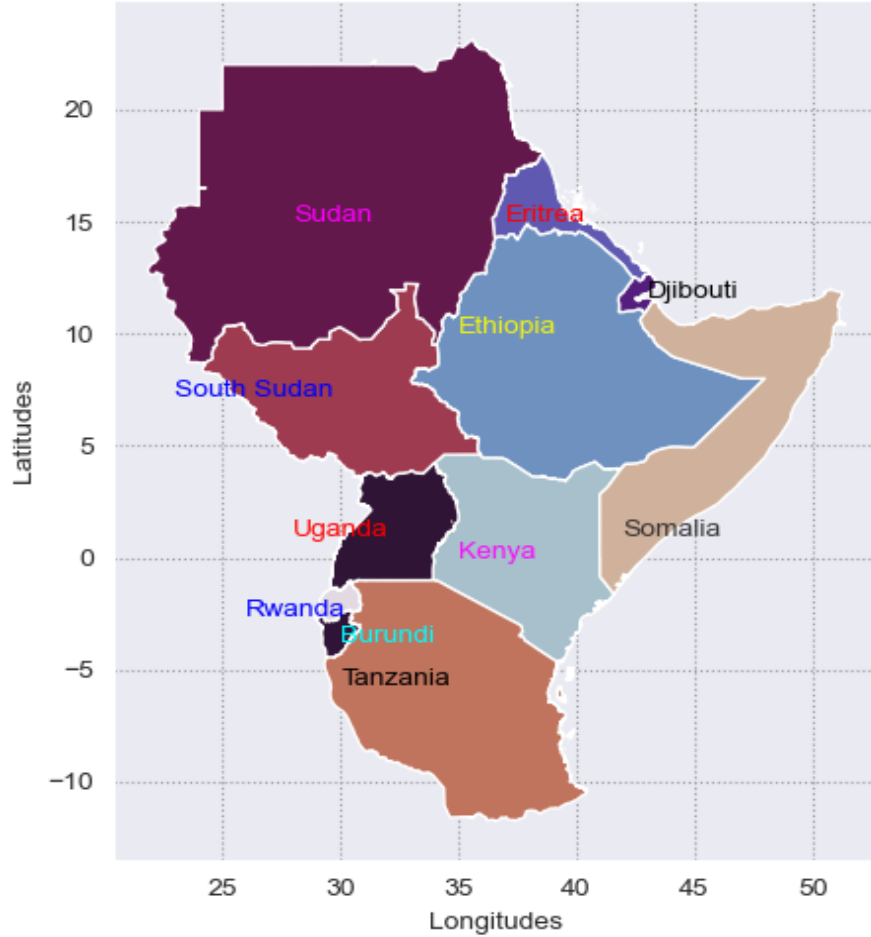 20
Sudan
15
Eritrea
Djibouti
Ethiopia
10
South Sudan
5
Latitudes
Uganda
Somalia
Kenya
0
Rwanda
Burundi
Tanzania
−5
−10
25 30 35 40 45 50
Longitudes